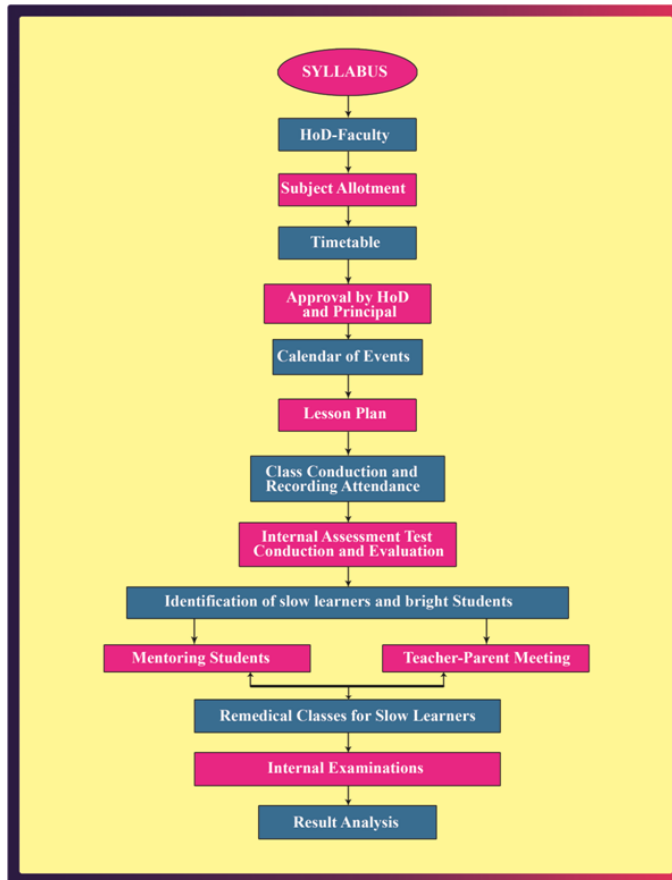 SYLLABUS
HoD-Faculty
Subject Allotment
Timetable
Approval by HoD
and Principal
Calendar of Events
Lesson Plan
Class Conduction and
Recording Attendance
Internal Assessment Test
Conduction and Evaluation
Identification of slow learners and bright Students
Mentoring Students
Teacher-Parent Meeting
Remedical Classes for Slow Learners
Internal Examinations
Result Analysis